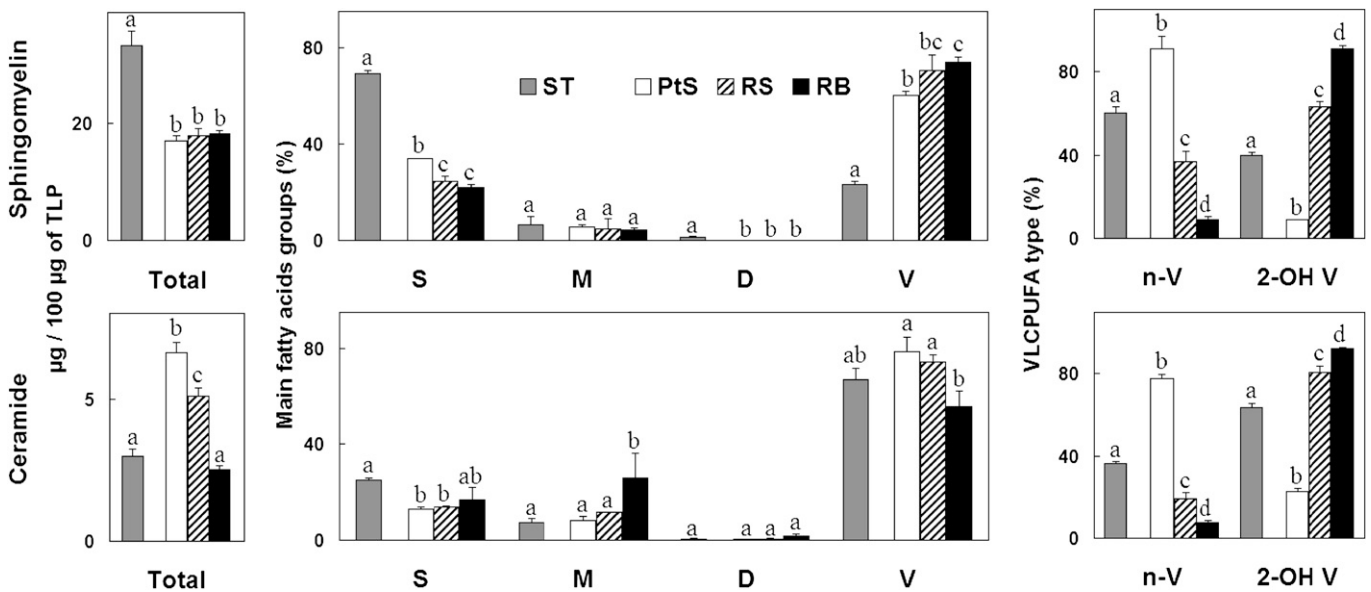 Sphingomyelin
Ceramide
µg / 100 µg of TLP
a
b b b
20
0
Total
Main fatty acids groups (%)
80
40
0
ST PtS RS RB
a
b
c
c
a a a a
a b b b
a
b
bc
c
S M D V
VLCPUFA type (%)
80
40
0
a
b
c
d
a
b
c
d
n-V 2-OH V
5
0
a
b
c
a
Total
80
40
0
a
b b ab
a a a b
a a a a
ab
a
a
b
S M D V
80
40
0
a
b
c
d
a
b
c
d
n-V 2-OH V